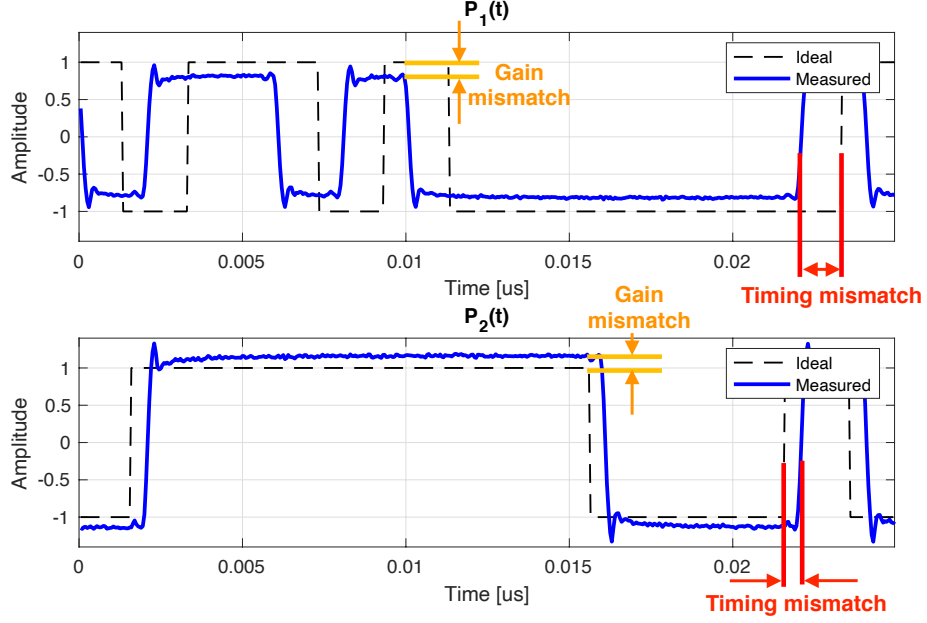 P1(t)
Ideal
Measured
Gain
mismatch
Amplitude
1
0.5
0
-0.5
-1
0
0.005
0.01
0.015
0.02
Time [us]
Timing mismatch
Gain
mismatch
P2(t)
Ideal
Measured
Amplitude
1
0.5
0
-0.5
-1
0
0.005
0.01
0.015
0.02
Time [us]
Timing mismatch